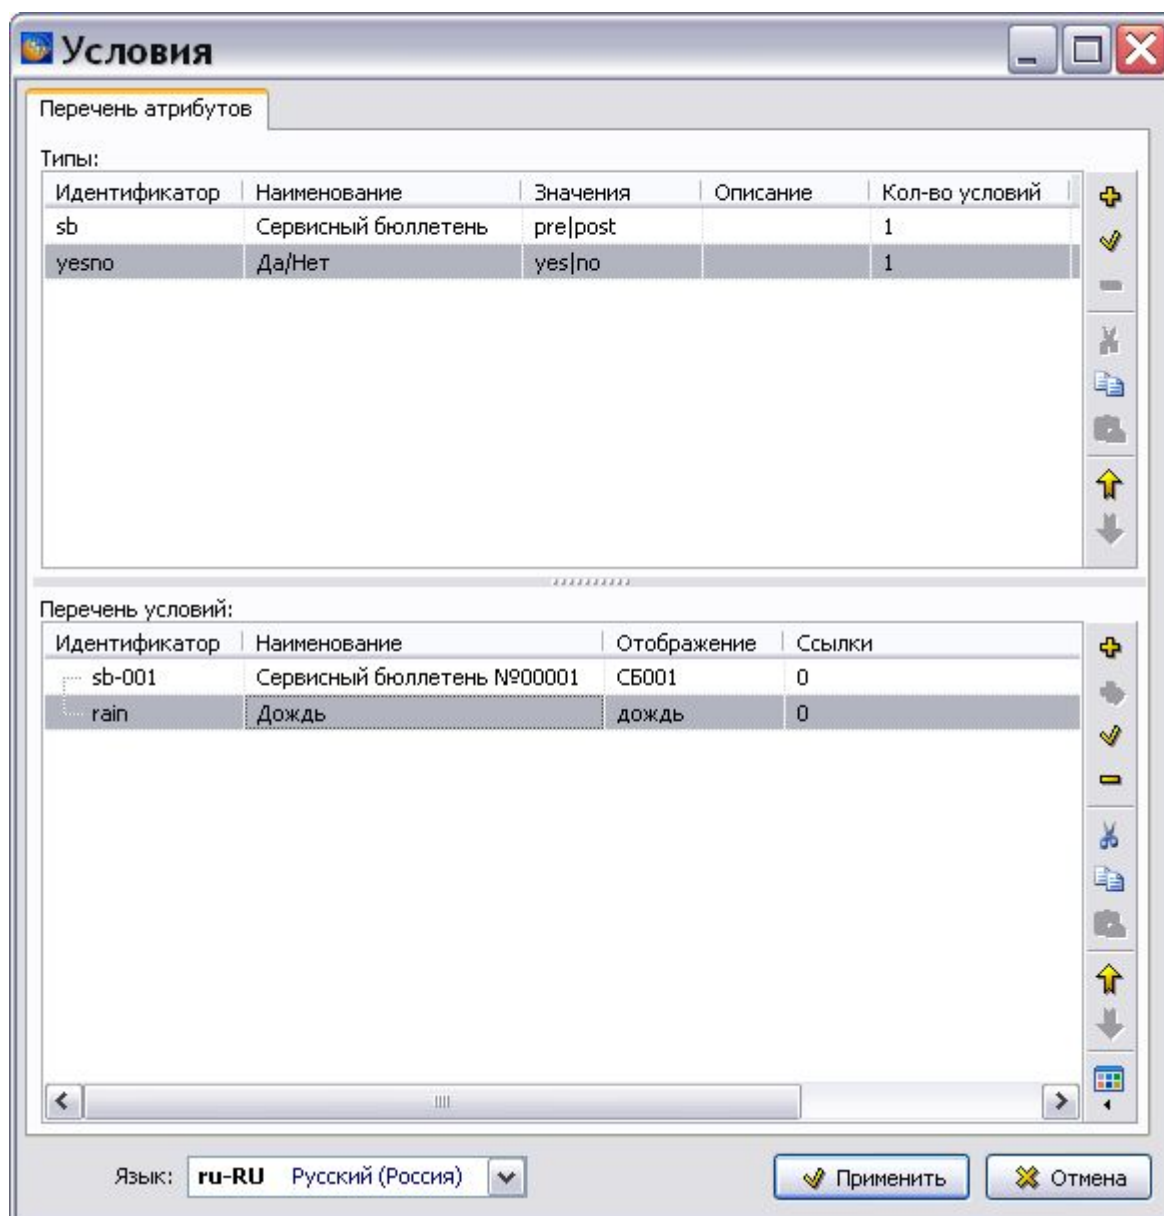 Условия
Перечень атрибутов
Типы:
Идентификатор Наименование Значения Описание Кол-во условий
sb Сервисный бюллетень pre|post 1
yesno Да/Нет yes|no 1
Перечень условий:
Идентификатор Наименование Отображение Ссылки
sb-001 Сервисный бюллетень №00001 СБ001 0
rain Дождь дождь 0
Язык: ru-RU Русский (Россия) Применить Отмена